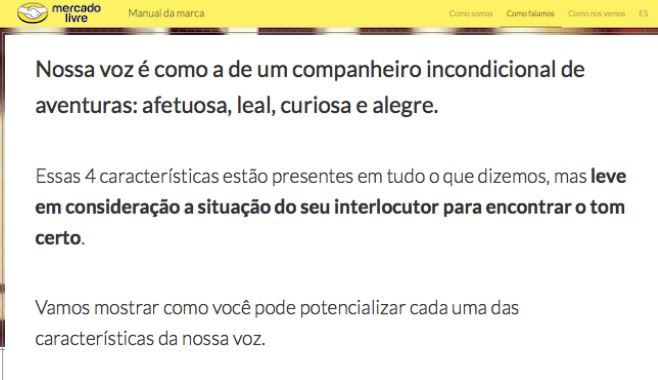 mercado
livre
Manual da marca
Como somos
Como falamos
Como nos vemos
ES
Nossa voz é como a de um companheiro incondicional de
aventuras: afetuosa, leal, curiosa e alegre.
Essas 4 características estão presentes em tudo o que dizemos, mas leve
em consideração a situação do seu interlocutor para encontrar o tom
certo.
Vamos mostrar como você pode potencializar cada uma das
características da nossa voz.